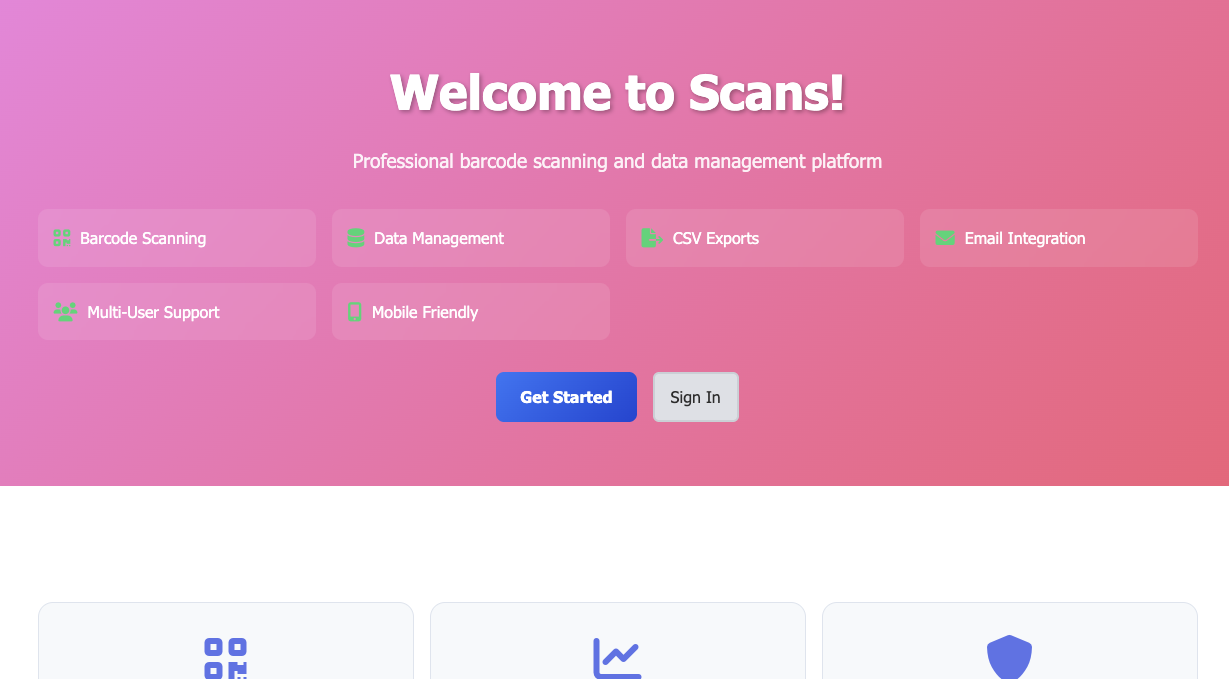 Welcome to Scans!
Professional barcode scanning and data management platform
Barcode Scanning
Data Management
CSV Exports
Email Integration
Multi-User Support
Mobile Friendly
Get Started
Sign In